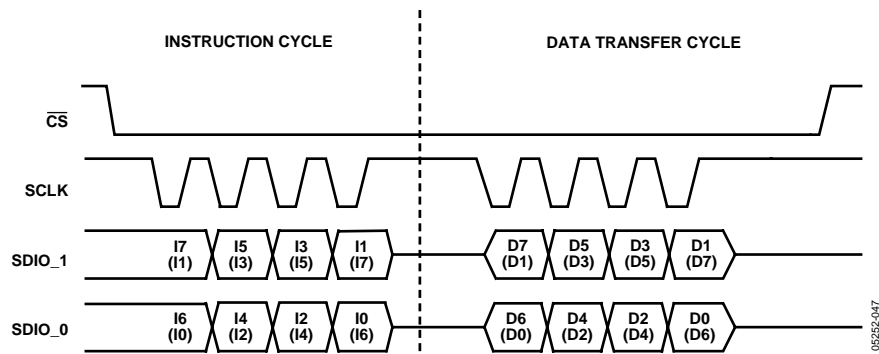 INSTRUCTION CYCLE DATA TRANSFER CYCLE
CS
SCLK
SDIO_1 I7 I5 I3 I1 D7 D5 D3 D1
(I1) (I3) (I5) (I7) (D1) (D3) (D5) (D7)
SDIO_0 I6 I4 I2 I0 D6 D4 D2 D0
(I0) (I2) (I4) (I6) (D0) (D2) (D4) (D6)
05252-047